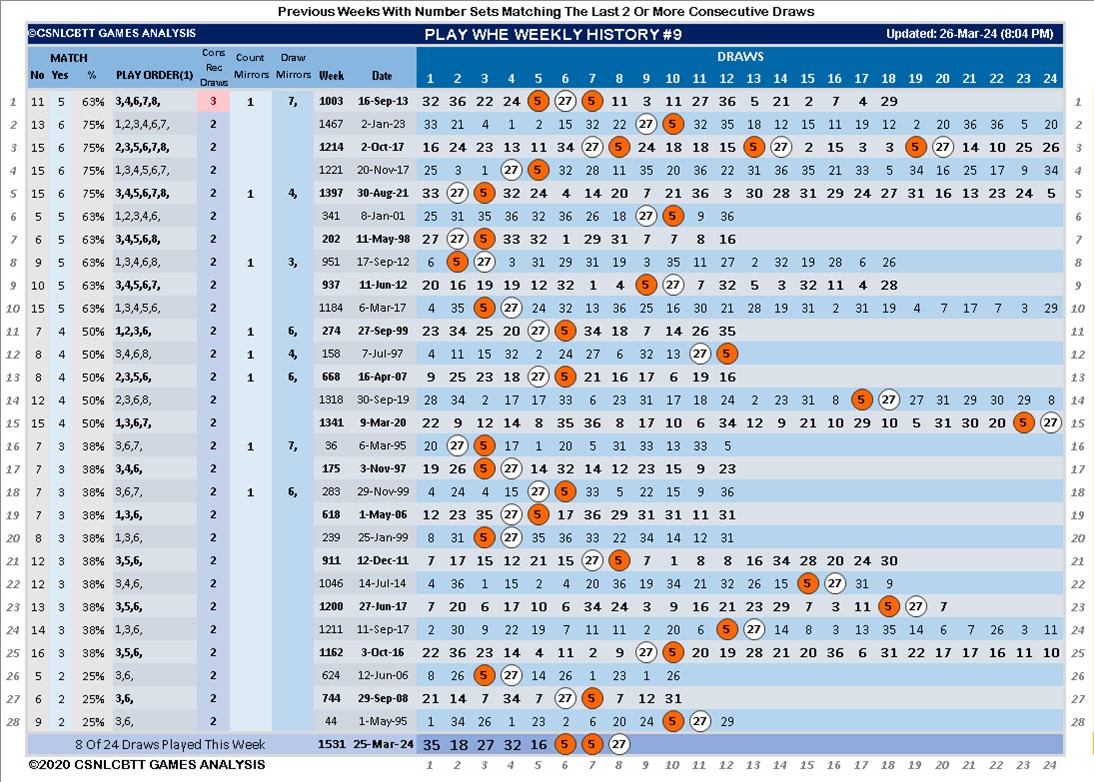 Previous Weeks With Number Sets Matching The Last 2 Or More Consecutive Draws
©CSNLCBTT GAMES ANALYSIS PLAY WHE WEEKLY HISTORY #9 Updated: 26-Mar-24 (8:04 PM)
MATCH Cons Rec Draws Count Mirrors Draw Mirrors DRAWS
No Yes % PLAY ORDER(1) Week Date 1 2 3 4 5 6 7 8 9 10 11 12 13 14 15 16 17 18 19 20 21 22 23 24
1 11 5 63% 3,4,6,7,8, 3 1 7, 1003 16-Sep-13 32 36 22 24 5 27 5 11 3 11 27 36 5 21 2 7 4 29 1
2 13 6 75% 1,2,3,4,6,7, 2 1467 2-Jan-23 33 21 4 1 2 15 32 22 27 5 32 35 18 12 15 11 19 12 2 20 36 36 5 20 2
3 15 6 75% 2,3,5,6,7,8, 2 1214 2-Oct-17 16 24 23 13 11 34 27 5 24 18 18 15 5 27 2 15 3 3 5 27 14 10 25 26 3
4 15 6 75% 1,3,4,5,6,7, 2 1221 20-Nov-17 25 3 1 27 5 32 28 11 35 20 36 22 31 36 35 21 33 5 34 16 25 17 9 34 4
5 15 6 75% 3,4,5,6,7,8, 2 1 4, 1397 30-Aug-21 33 27 5 32 24 4 14 20 7 21 36 3 30 28 31 29 24 27 31 16 13 23 24 5 5
6 5 5 63% 1,2,3,4,6, 2 341 8-Jan-01 25 31 35 36 32 36 26 18 27 5 9 36 6
7 6 5 63% 3,4,5,6,8, 2 202 11-May-98 27 27 5 33 32 1 29 31 7 7 8 16 7
8 9 5 63% 1,3,4,6,8, 2 1 3, 951 17-Sep-12 6 5 27 3 31 29 31 19 3 35 11 27 2 32 19 28 6 26 8
9 10 5 63% 3,4,5,6,7, 2 937 11-Jun-12 20 16 19 19 12 32 1 4 5 27 7 32 5 3 32 11 4 28 9
10 15 5 63% 1,3,4,5,6, 2 1184 6-Mar-17 4 35 5 27 24 32 13 36 25 16 30 21 35 10 19 31 2 31 19 4 7 17 7 3 29 10
11 7 4 50% 1,2,3,6, 2 1 6, 274 27-Sep-99 23 34 25 20 27 5 34 18 7 14 26 35 11
12 8 4 50% 3,4,6,8, 2 1 4, 158 7-Jul-97 4 11 15 32 2 24 27 6 32 13 27 5 12
13 8 4 50% 2,3,5,6, 2 1 6, 668 16-Apr-07 9 25 23 18 27 5 21 16 17 6 19 16 13
14 12 4 50% 2,3,6,8, 2 1318 30-Sep-19 28 34 2 17 17 33 6 23 31 17 18 24 2 23 31 8 5 27 27 31 29 30 29 8 14
15 15 4 50% 1,3,6,7, 2 1341 9-Mar-20 22 9 12 14 8 35 36 8 17 10 6 34 12 9 21 10 29 10 5 31 30 20 5 27 15
16 7 3 38% 3,6,7, 2 1 7, 36 6-Mar-95 20 27 5 17 1 20 5 31 33 13 33 5 16
17 7 3 38% 3,4,6, 2 175 3-Nov-97 19 26 5 27 14 32 14 12 23 15 9 23 17
18 7 3 38% 3,6,7, 2 1 6, 283 29-Nov-99 4 24 4 15 27 5 33 5 22 15 9 36 18
19 7 3 38% 1,3,6, 2 618 1-May-06 12 23 35 27 5 17 36 29 31 31 11 31 19
20 8 3 38% 1,3,6, 2 239 25-Jan-99 8 31 5 27 35 36 33 22 34 14 12 31 20
21 12 3 38% 3,5,6, 2 911 12-Dec-11 7 17 15 12 21 15 27 5 7 1 8 8 16 34 28 20 24 30 21
22 12 3 38% 3,4,6, 2 1046 14-Jul-14 4 36 1 15 2 4 20 36 19 34 21 32 26 15 5 27 31 9 22
23 13 3 38% 3,5,6, 2 1200 27-Jun-17 7 20 6 17 10 6 34 24 3 9 16 21 23 29 7 3 11 5 27 7 23
24 14 3 38% 1,3,6, 2 1211 11-Sep-17 2 30 9 22 19 7 11 11 2 20 6 5 27 14 8 3 13 35 14 6 7 26 3 11 24
25 16 3 38% 3,5,6, 2 1162 3-Oct-16 22 36 23 14 4 11 2 9 27 5 20 19 28 21 20 36 6 31 22 17 17 16 11 10 25
26 5 2 25% 3,6, 2 624 12-Jun-06 8 26 5 27 14 26 1 23 1 26 26
27 6 2 25% 3,6, 2 744 29-Sep-08 21 14 7 34 7 27 5 9 7 12 31 27
28 9 2 25% 3,6, 2 44 1-May-95 1 34 26 1 23 2 6 20 24 5 27 29 28
8 Of 24 Draws Played This Week 1531 25-Mar-24 35 18 27 32 16 5 5 27
©2020 CSNLCBTT GAMES ANALYSIS 1 2 3 4 5 6 7 8 9 10 11 12 13 14 15 16 17 18 19 20 21 22 23 24